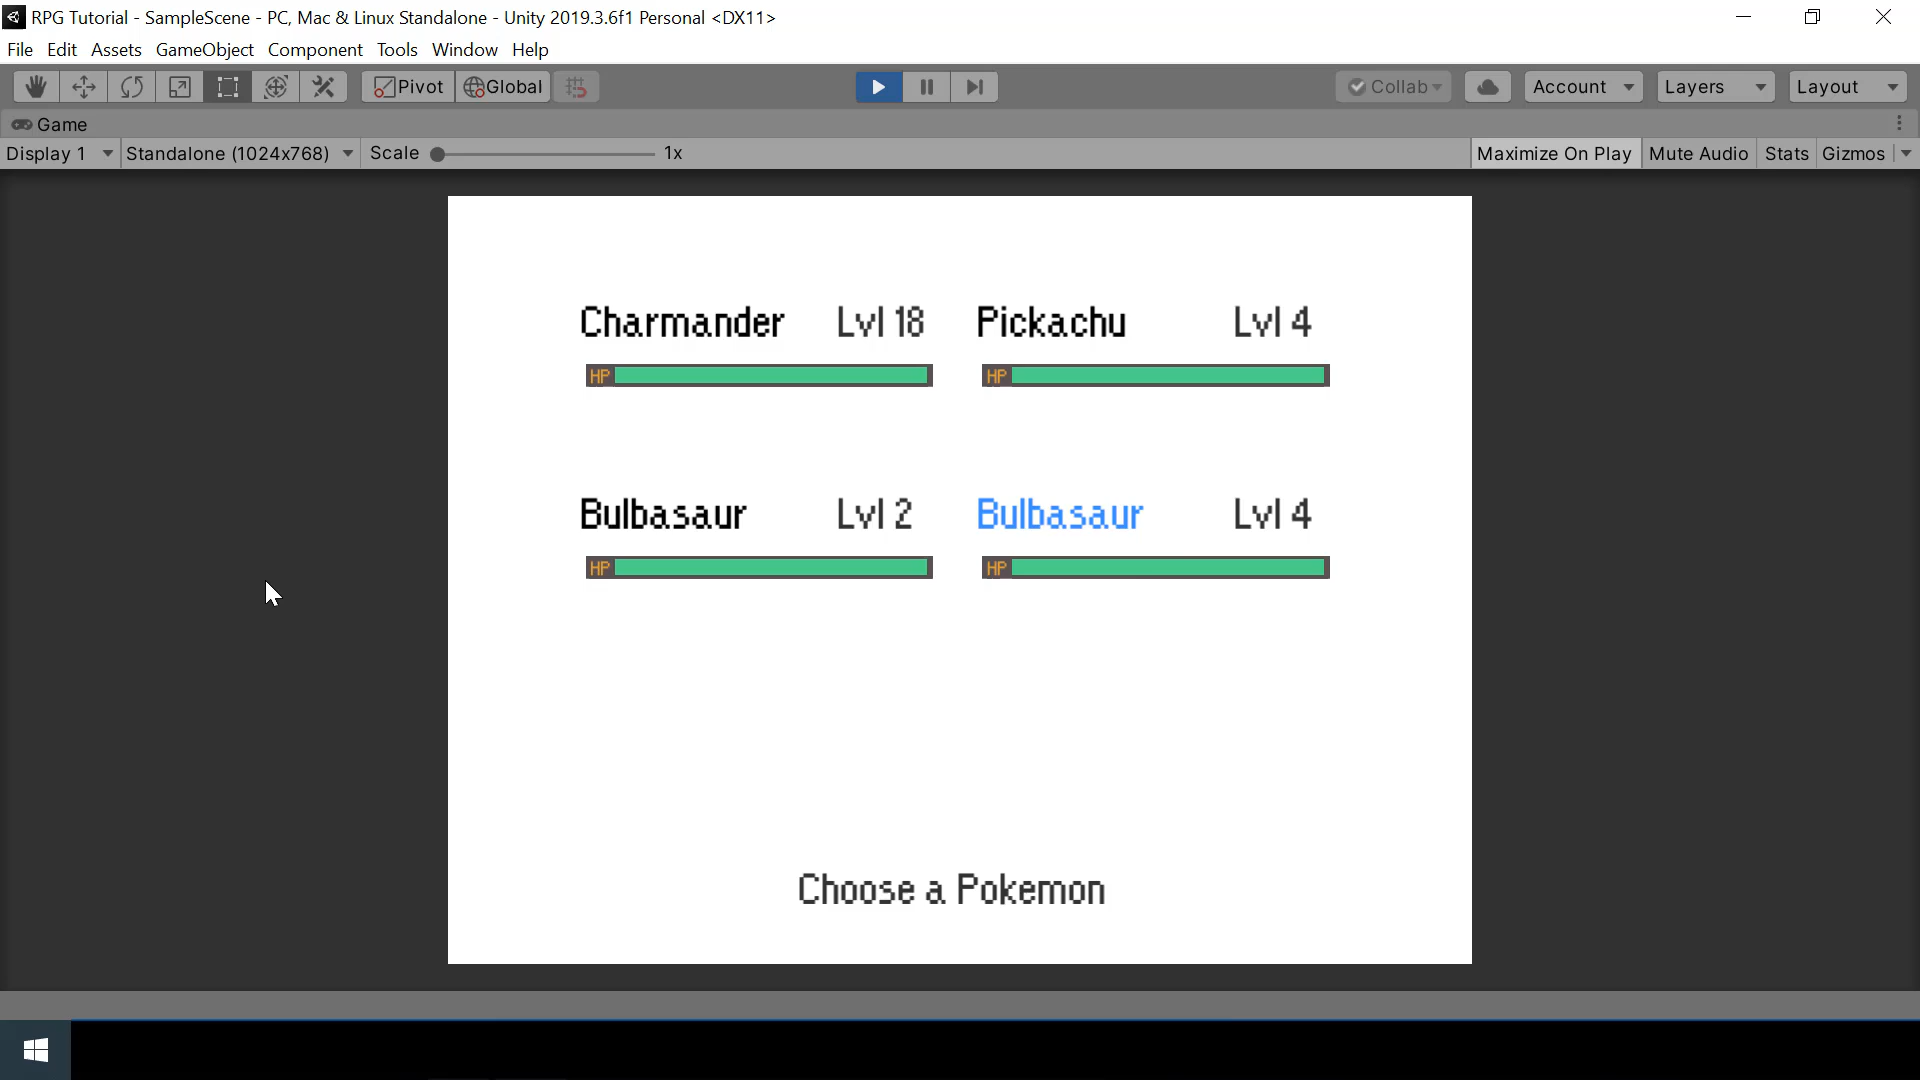 RPG Tutorial - SampleScene - PC, Mac & Linux Standalone - Unity 2019.3.6f1 Personal <DX11>
File Edit Assets GameObject Component Tools Window Help
Pivot Global Collab Account Layers Layout
Game
Display 1 Standalone (1024x768) Scale 1x Maximize On Play Mute Audio Stats Gizmos
Charmander Lvl 18 Pickachu Lvl 4
HP HP
Bulbasaur Lvl 2 Bulbasaur Lvl 4
HP HP
Choose a Pokemon